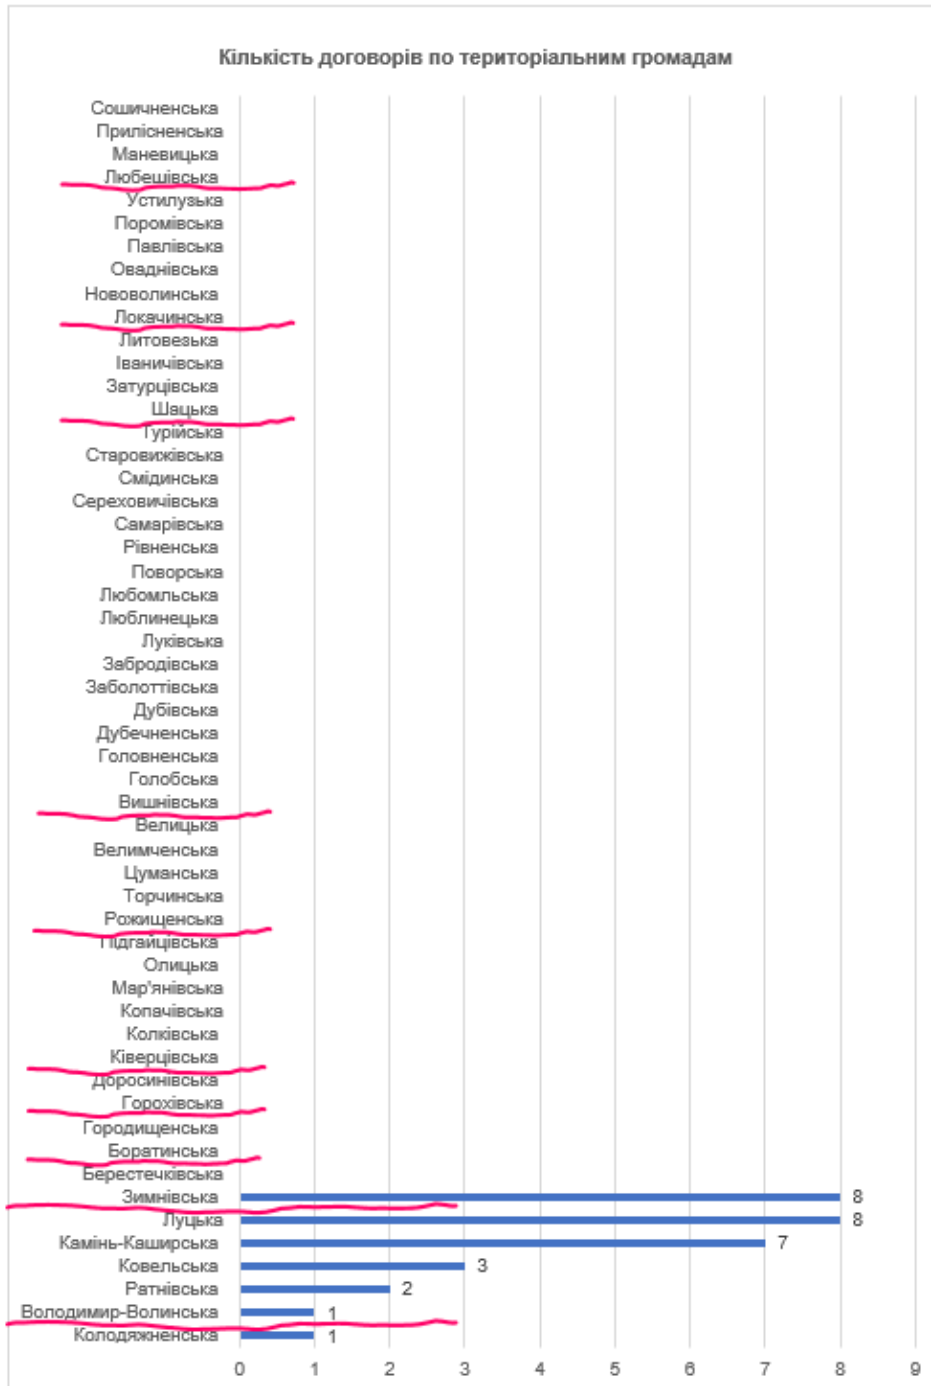 Кількість договорів по територіальним громадам
Сошичненська
Прилісненська
Маневицька
Любешівська
Устилузька
Поромівська
Павлівська
Оваднівська
Нововолинська
Локачинська
Литовезька
Іваничівська
Затурцівська
Шацька
Турійська
Старовижівська
Смідинська
Сереховичівська
Самарівська
Рівненська
Поворська
Любомльська
Люблинецька
Луківська
Забродівська
Заболоттівська
Дубівська
Дубечненська
Головненська
Голобська
Вишнівська
Велицька
Велимченська
Цуманська
Торчинська
Рожищенська
Підгайцівська
Олицька
Мар'янівська
Копачівська
Колківська
Ківерцівська
Доросинівська
Горохівська
Городищенська
Боратинська
Берестечківська
Зимнівська 8
Луцька 8
Камінь-Каширська 7
Ковельська 3
Ратнівська 2
Володимир-Волинська 1
Колодяжненська 1
0 1 2 3 4 5 6 7 8 9